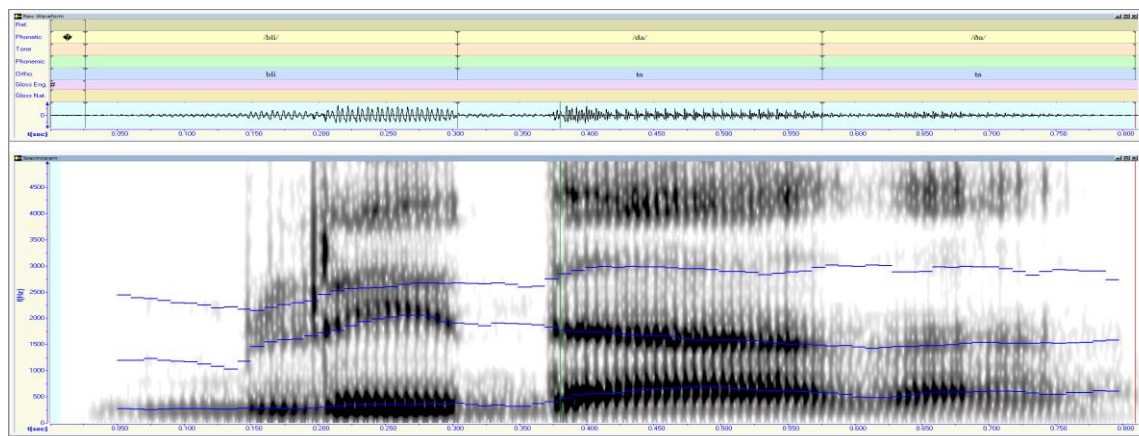 Raw Waveform
Ref
Phonetic /bli/ /da/ /ða/
Tone
Phonemic
Ortho. bli ta ta
Gloss Eng. #
Gloss Nat.
0
t(sec) 0.050 0.100 0.150 0.200 0.250 0.300 0.350 0.400 0.450 0.500 0.550 0.600 0.650 0.700 0.750 0.800
Spectrogram
4500
4000
3500
3000
f(Hz)
2500
2000
1500
1000
500
0
t(sec) 0.050 0.100 0.150 0.200 0.250 0.300 0.350 0.400 0.450 0.500 0.550 0.600 0.650 0.700 0.750 0.800